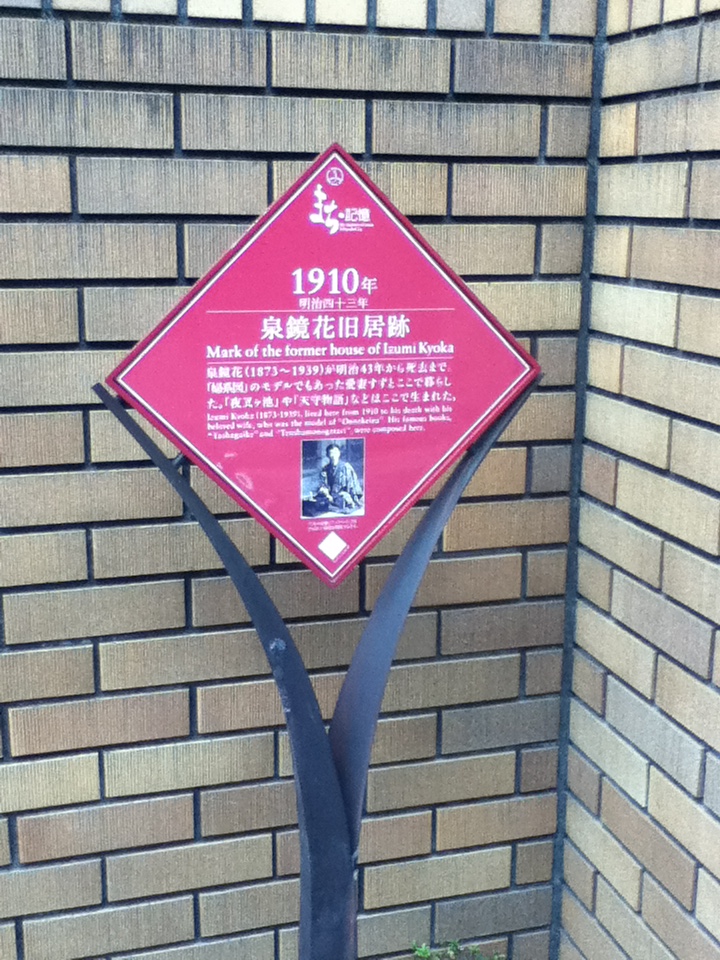 まち・記憶
1910年
明治四十三年
泉鏡花旧居跡
Mark of the former house of Izumi Kyoka
泉鏡花(1873〜1939)が明治43年から死去まで、
「婦系図」のモデルでもあった愛妻すずとここで暮らし
た。「夜叉ヶ池」や「天守物語」などはここで生まれた。
Izumi Kyoka (1873-1939), lived here from 1910 to his death with his
beloved wife, who was the model of "Onnkeizu". His famous books,
"Yashagaike" and "Tenshumonogatari" were composed here.